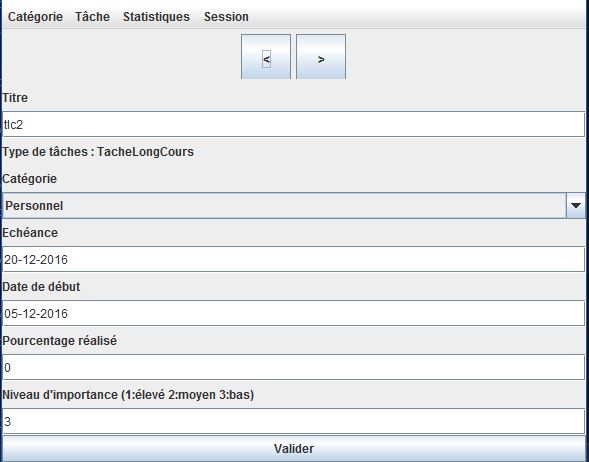 Catégorie Tâche Statistiques Session
< >
Titre
tlc2
Type de tâches : TacheLongCours
Catégorie
Personnel
Echéance
20-12-2016
Date de début
05-12-2016
Pourcentage réalisé
0
Niveau d'importance (1:élevé 2:moyen 3:bas)
3
Valider